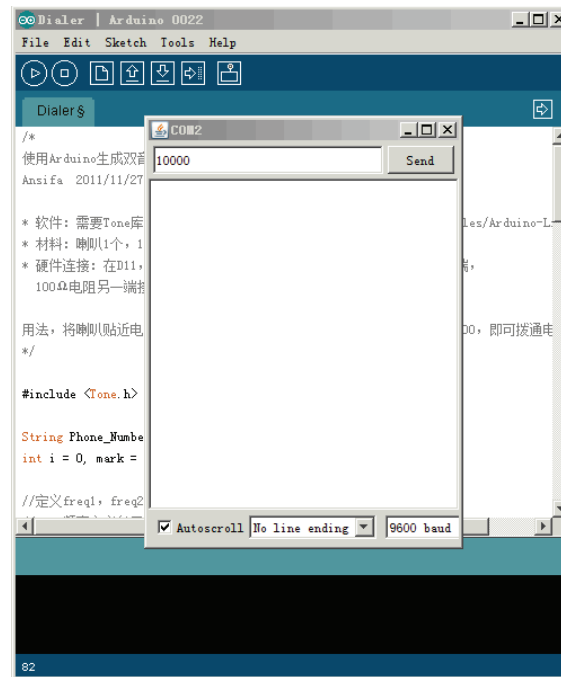 Dialer | Arduino 0022
File Edit Sketch Tools Help
Dialer §
/*
使用Arduino生成双音
Ansifa 2011/11/27
* 软件: 需要Tone库 les/Arduino-L
* 材料: 喇叭1个, 1
* 硬件连接: 在D11, 端,
100Ω电阻另一端接
用法, 将喇叭贴近电 00, 即可拨通电
*/
#include <Tone.h>
String Phone_Numbe
int i = 0, mark =
//定义freq1, freq2
COM2
10000
Send
Autoscroll
No line ending
9600 baud
82